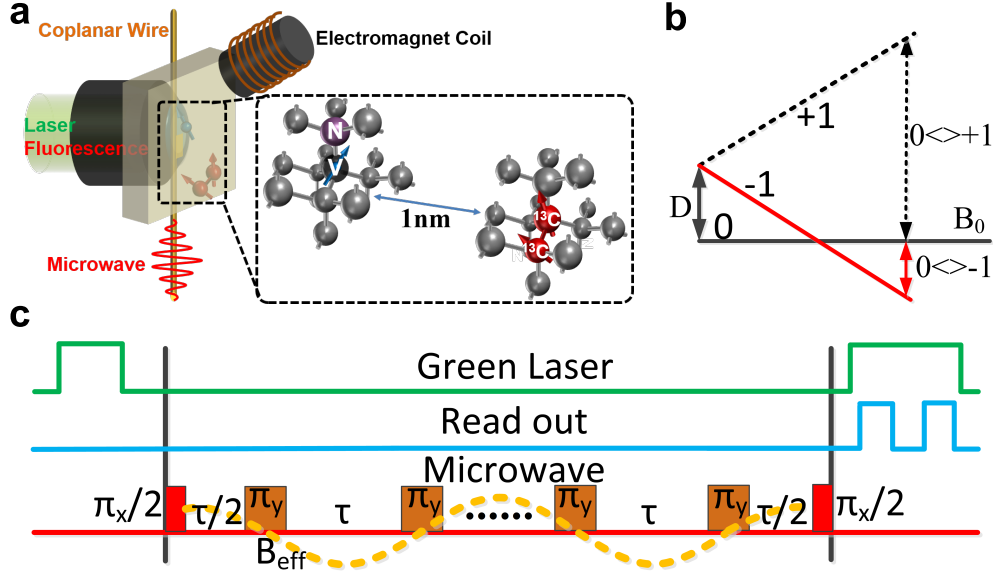 a
Coplanar Wire
Electromagnet Coil
Laser
Fluorescence
N
V
1nm
13C
13C
Microwave
b
+1
0<>+1
-1
D
0
B0
0<>-1
c
Green Laser
Read out
Microwave
πx/2
τ/2
πy
τ
πy
......
πy
τ
πy
τ/2
πx/2
Beff